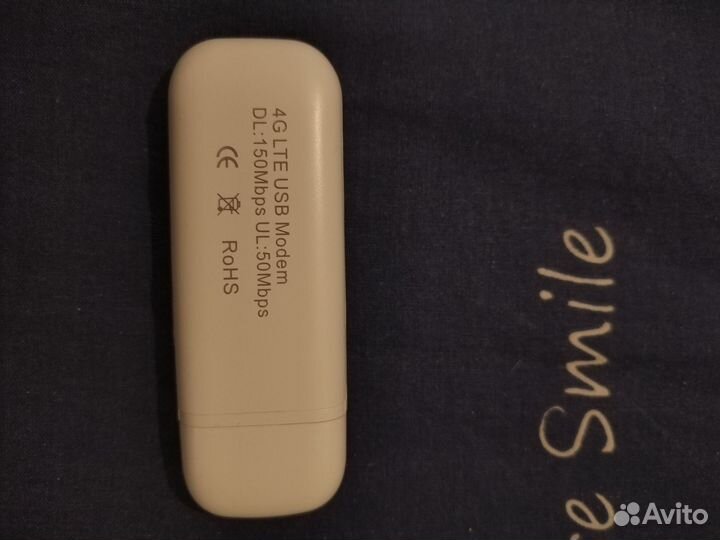 4G LTE USB Modem
DL:150Mbps UL:50Mbps
CE RoHS
Smile
Avito